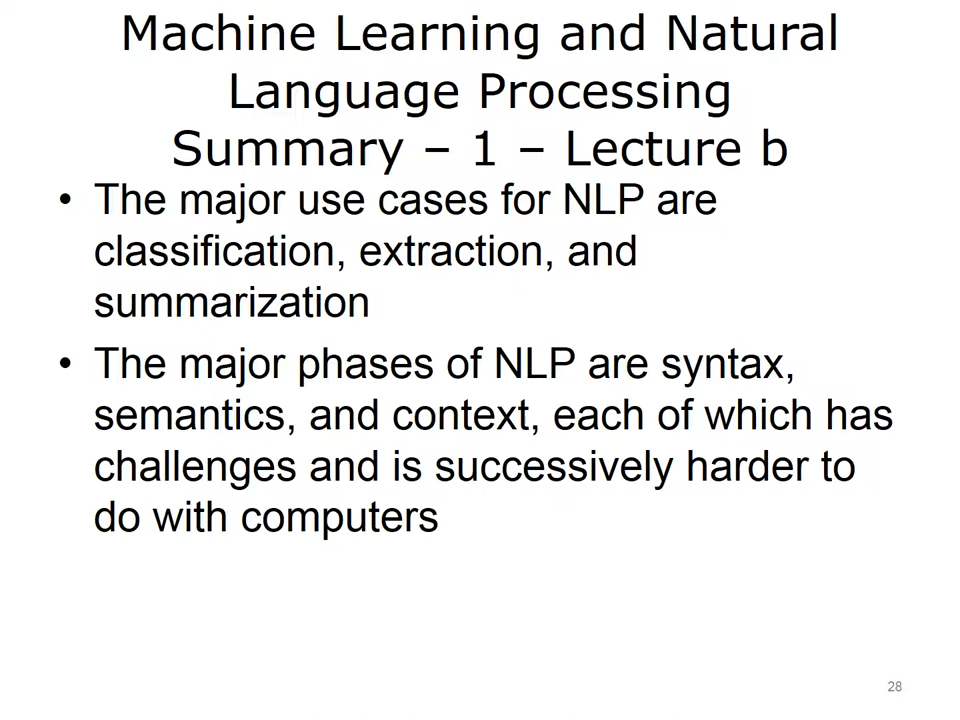 Machine Learning and Natural
Language Processing
Summary – 1 – Lecture b
• The major use cases for NLP are
classification, extraction, and
summarization
• The major phases of NLP are syntax,
semantics, and context, each of which has
challenges and is successively harder to
do with computers
28